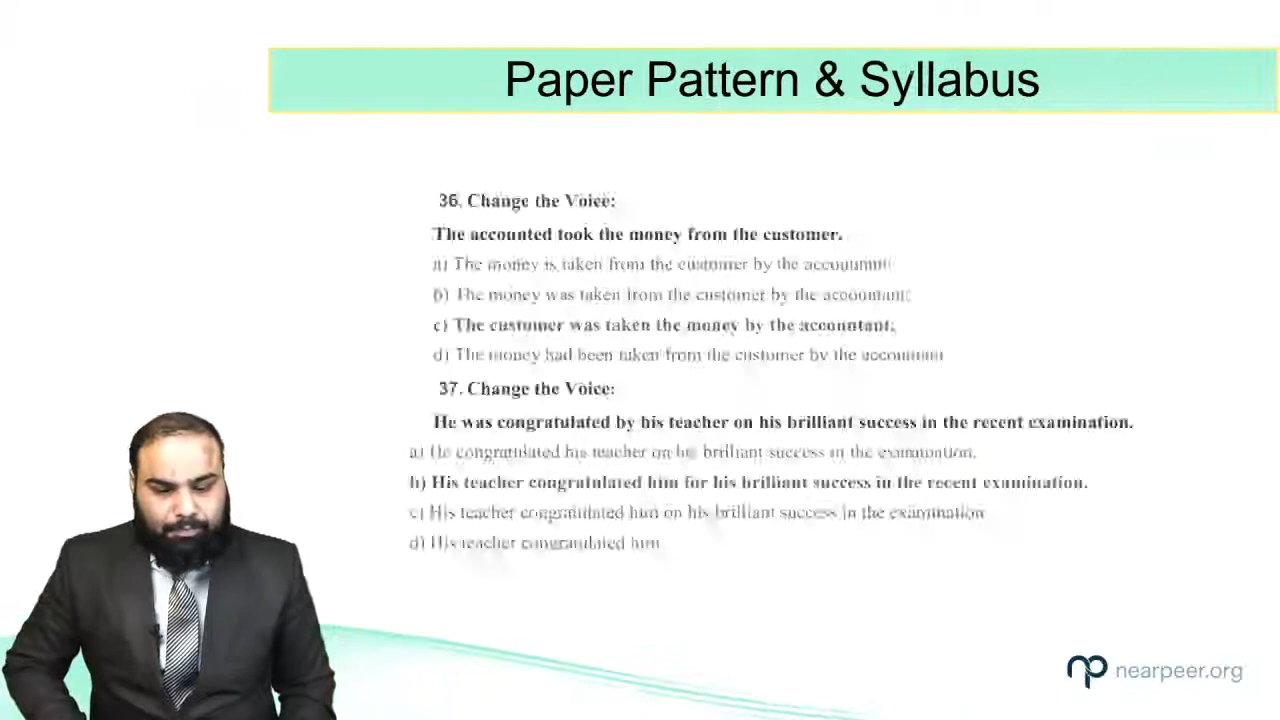 Paper Pattern & Syllabus
36. Change the Voice:
The accounted took the money from the customer.
a) The money is taken from the customer by the accountant:
b) The money was taken from the customer by the accountant:
c) The customer was taken the money by the accountant:
d) The money had been taken from the customer by the accountant
37. Change the Voice:
He was congratulated by his teacher on his brilliant success in the recent examination.
a) He congratulated his teacher on his brilliant success in the examination.
b) His teacher congratulated him for his brilliant success in the recent examination.
c) His teacher congratulated him on his brilliant success in the examination
d) His teacher congratulated him
np nearpeer.org